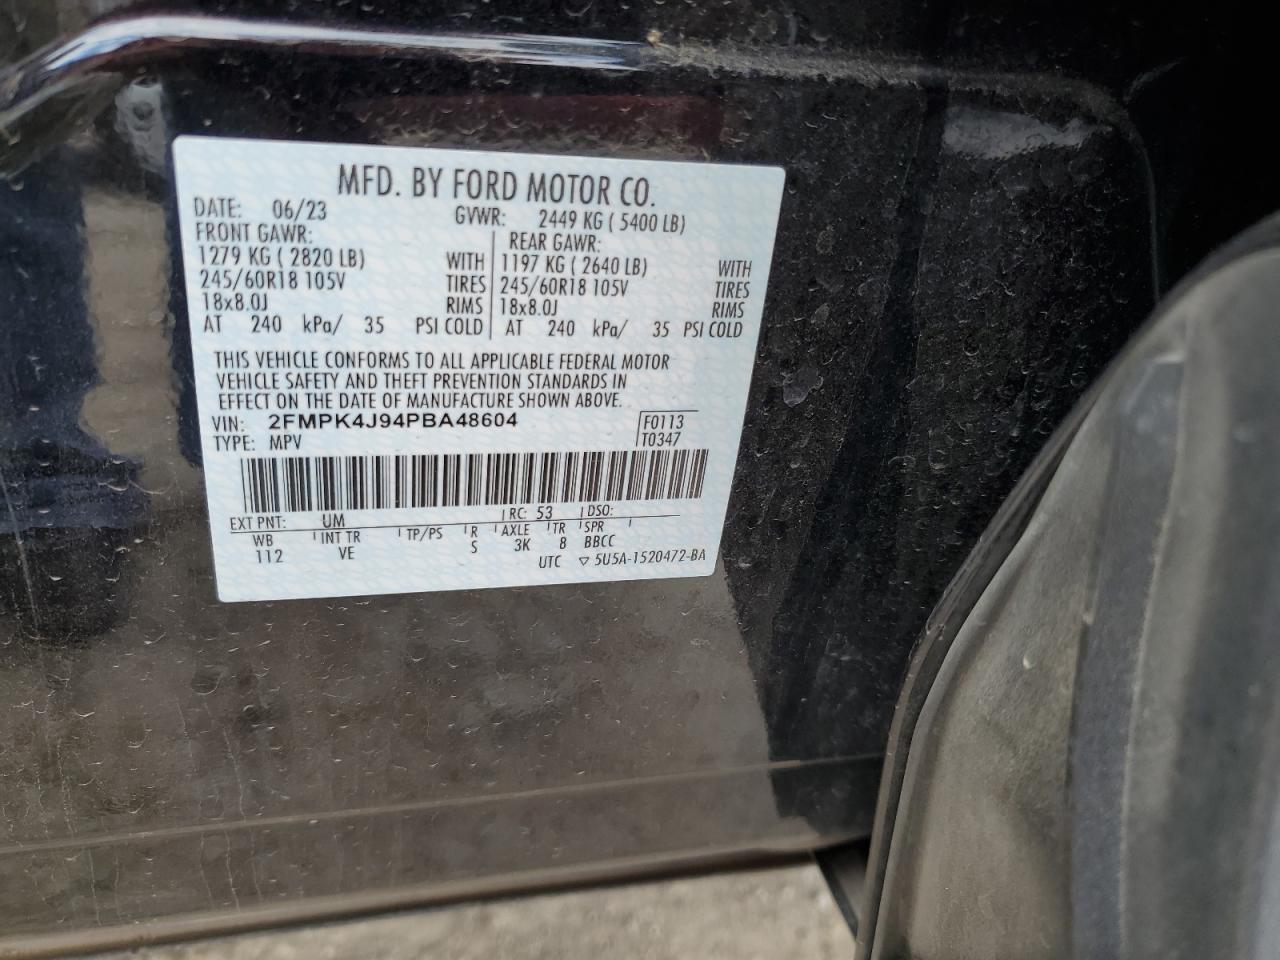 MFD. BY FORD MOTOR CO.
DATE: 06/23 GVWR: 2449 KG ( 5400 LB)
FRONT GAWR: REAR GAWR:
1279 KG ( 2820 LB) WITH 1197 KG ( 2640 LB) WITH
245/60R18 105V TIRES 245/60R18 105V TIRES
18x8.0J RIMS 18x8.0J RIMS
AT 240 kPa/ 35 PSI COLD AT 240 kPa/ 35 PSI COLD
THIS VEHICLE CONFORMS TO ALL APPLICABLE FEDERAL MOTOR
VEHICLE SAFETY AND THEFT PREVENTION STANDARDS IN
EFFECT ON THE DATE OF MANUFACTURE SHOWN ABOVE.
VIN: 2FMPK4J94PBA48604 F0113
TYPE: MPV T0347
EXT PNT: UM RC: 53 DSO:
WB INT TR TP/PS R AXLE TR SPR
112 VE S 3K 8 BBCC
UTC ▽ 5U5A-1520472-BA